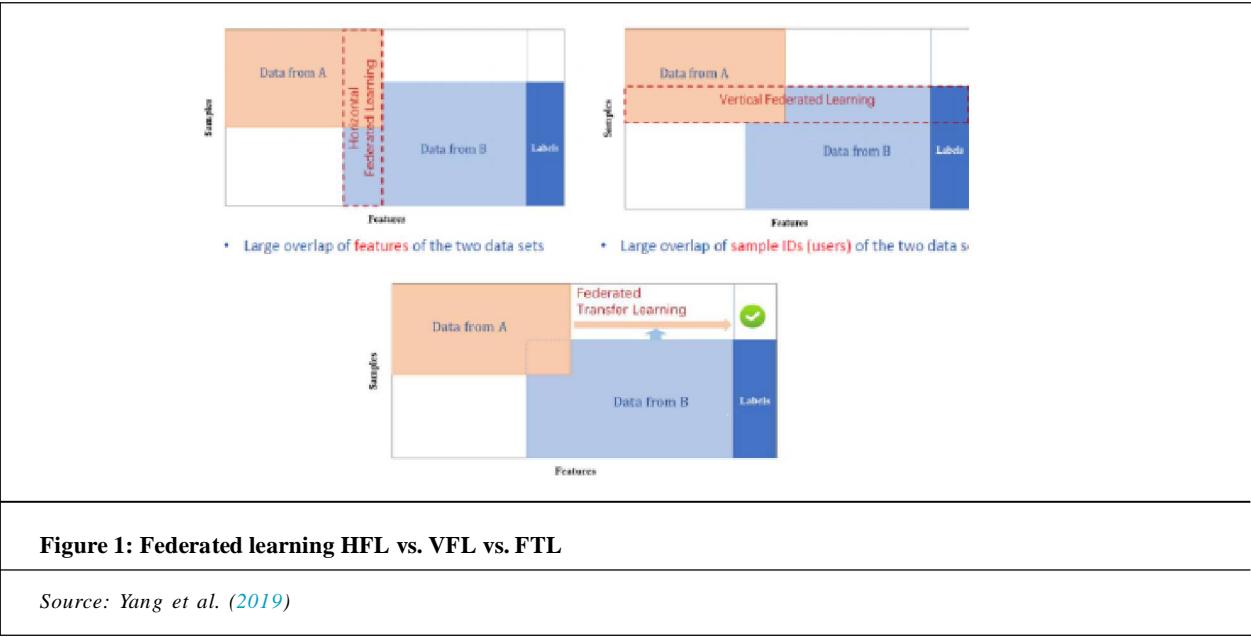 Data from A
Horizontal
Federated Learning
Data from B
Labels
Samples
Features
• Large overlap of features of the two data sets
Data from A
Vertical Federated Learning
Data from B
Labels
Samples
Features
• Large overlap of sample IDs (users) of the two data s
Federated
Transfer Learning
Data from A
Data from B
Labels
Samples
Features
Figure 1: Federated learning HFL vs. VFL vs. FTL
Source: Yang et al. (2019)